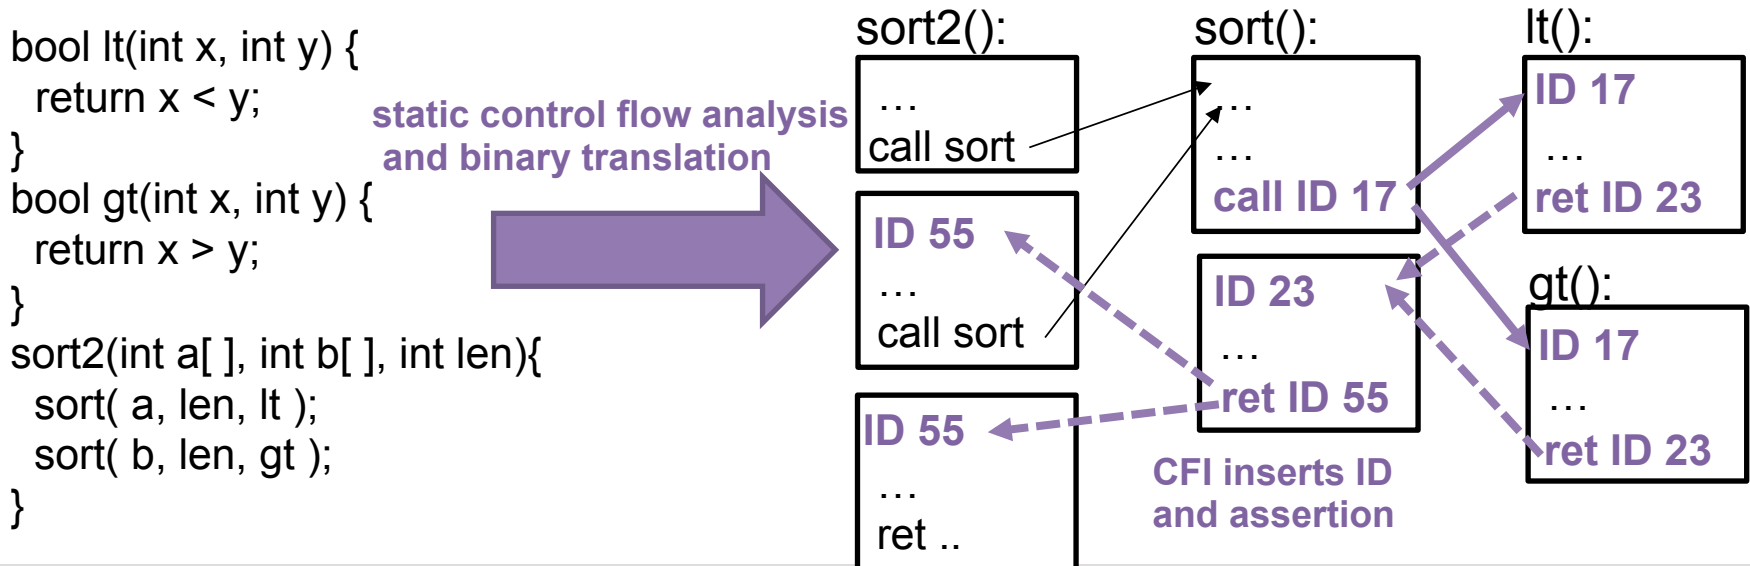 bool lt(int x, int y) {
return x < y;
}
bool gt(int x, int y) {
return x > y;
}
sort2(int a[ ], int b[ ], int len){
sort( a, len, lt );
sort( b, len, gt );
}
static control flow analysis
and binary translation
sort2():
…
call sort
ID 55
…
call sort
ID 55
…
ret ..
sort():
…
…
call ID 17
ID 23
…
ret ID 55
CFI inserts ID
and assertion
lt():
ID 17
…
ret ID 23
gt():
ID 17
…
ret ID 23